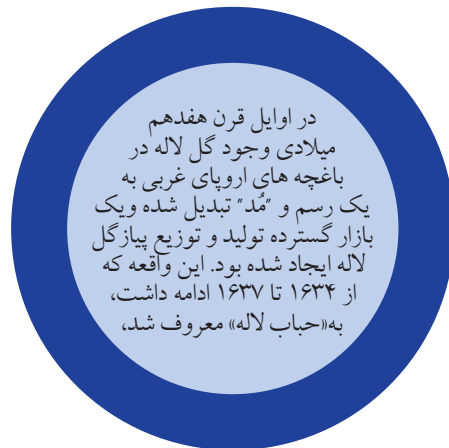 در اوایل قرن هفدهم
میلادی وجود گل لاله در
باغچه های اروپای غربی به
یک رسم و "مُد" تبدیل شده ویک
بازار گسترده تولید و توزیع پیازگل
لاله ایجاد شده بود. این واقعه که
از ۱۶۳۴ تا ۱۶۳۷ ادامه داشت،
به«حباب لاله» معروف شد،